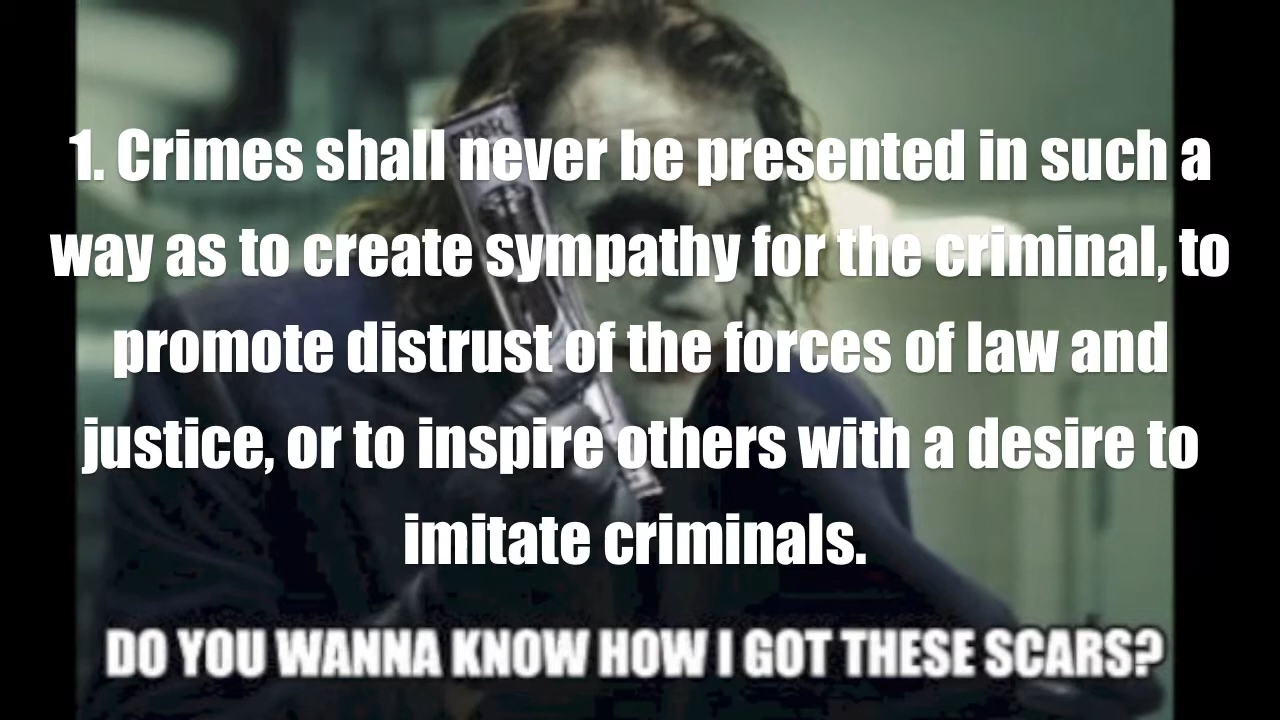 1. Crimes shall never be presented in such a
way as to create sympathy for the criminal, to
promote distrust of the forces of law and
justice, or to inspire others with a desire to
imitate criminals.
DO YOU WANNA KNOW HOW I GOT THESE SCARS?